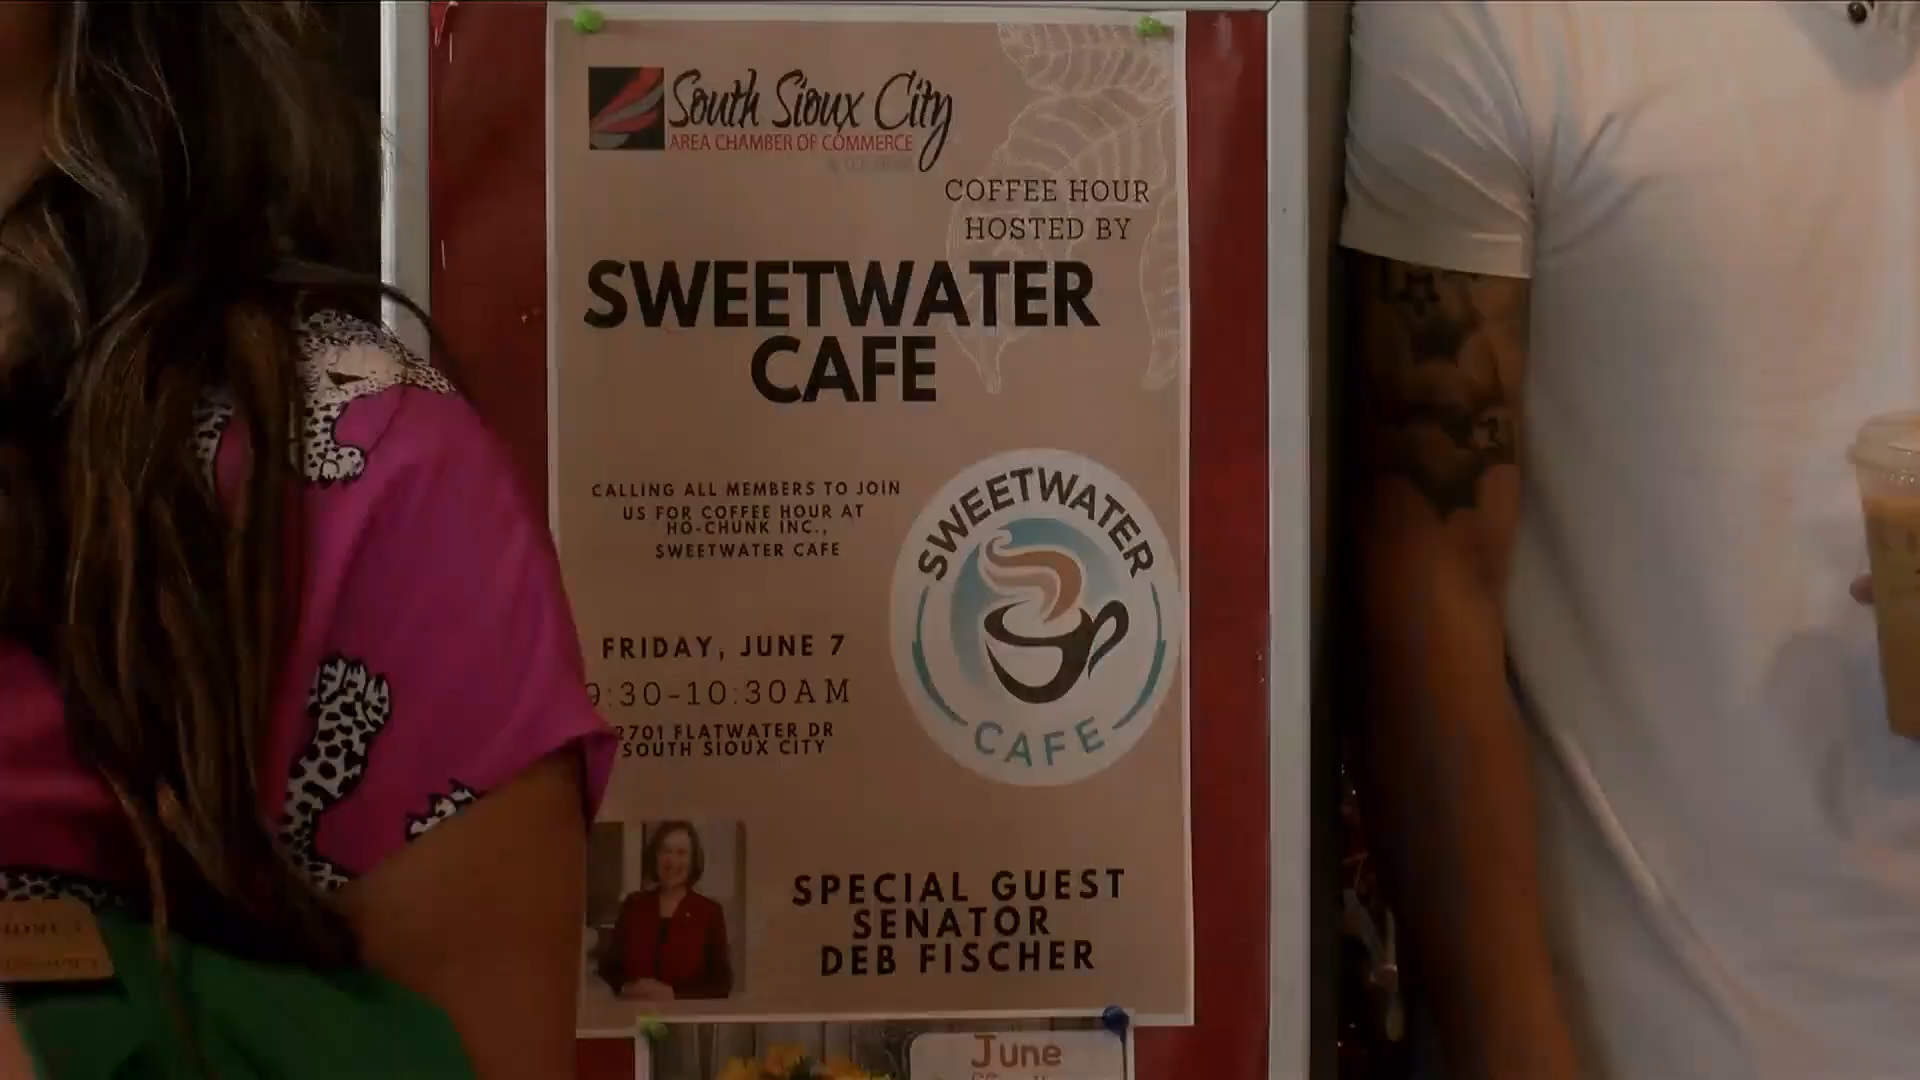 South Sioux City
AREA CHAMBER OF COMMERCE
COFFEE HOUR
HOSTED BY
SWEETWATER
CAFE
CALLING ALL MEMBERS TO JOIN
US FOR COFFEE HOUR AT
HO-CHUNK INC.,
SWEETWATER CAFE
SWEETWATER
CAFE
FRIDAY, JUNE 7
9:30-10:30AM
2701 FLATWATER DR
SOUTH SIOUX CITY
SPECIAL GUEST
SENATOR
DEB FISCHER
June